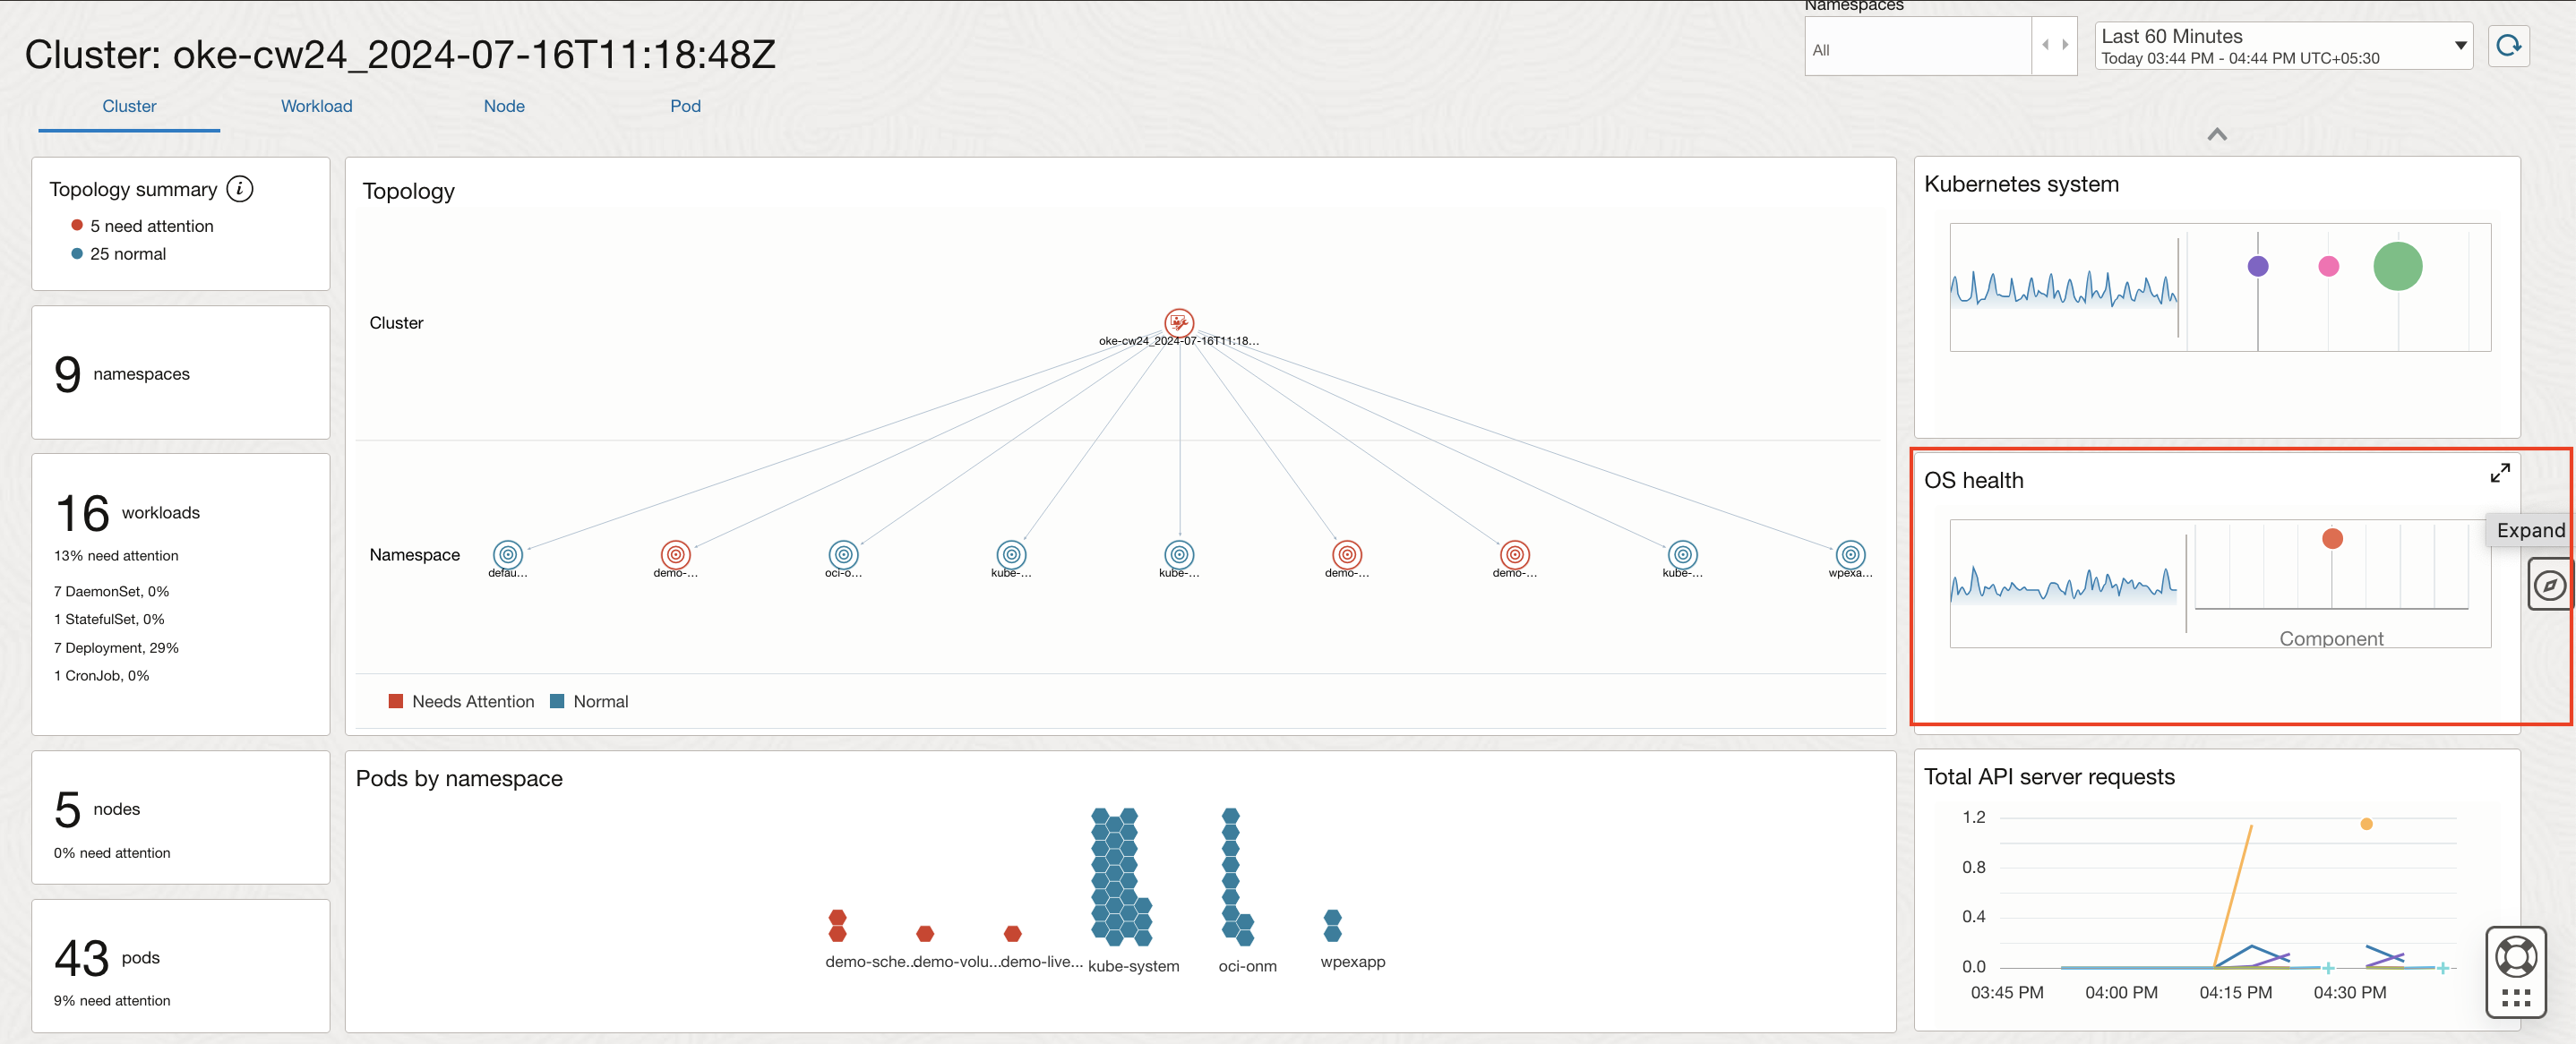 Namespaces
Cluster: oke-cw24_2024-07-16T11:18:48Z
All
Last 60 Minutes
Today 03:44 PM - 04:44 PM UTC+05:30
Cluster
Workload
Node
Pod
Topology summary i
5 need attention
25 normal
9 namespaces
16 workloads
13% need attention
7 DaemonSet, 0%
1 StatefulSet, 0%
7 Deployment, 29%
1 CronJob, 0%
5 nodes
0% need attention
43 pods
9% need attention
Topology
Cluster
oke-cw24_2024-07-16T11:18...
Namespace
defau...
demo-...
oci-o...
kube-...
kube-...
demo-...
demo-...
kube-...
wpexa...
Needs Attention
Normal
Pods by namespace
demo-sche...
demo-volu...
demo-live...
kube-system
oci-onm
wpexapp
Kubernetes system
OS health
Expand
Component
Total API server requests
1.2
0.8
0.4
0.0
03:45 PM
04:00 PM
04:15 PM
04:30 PM